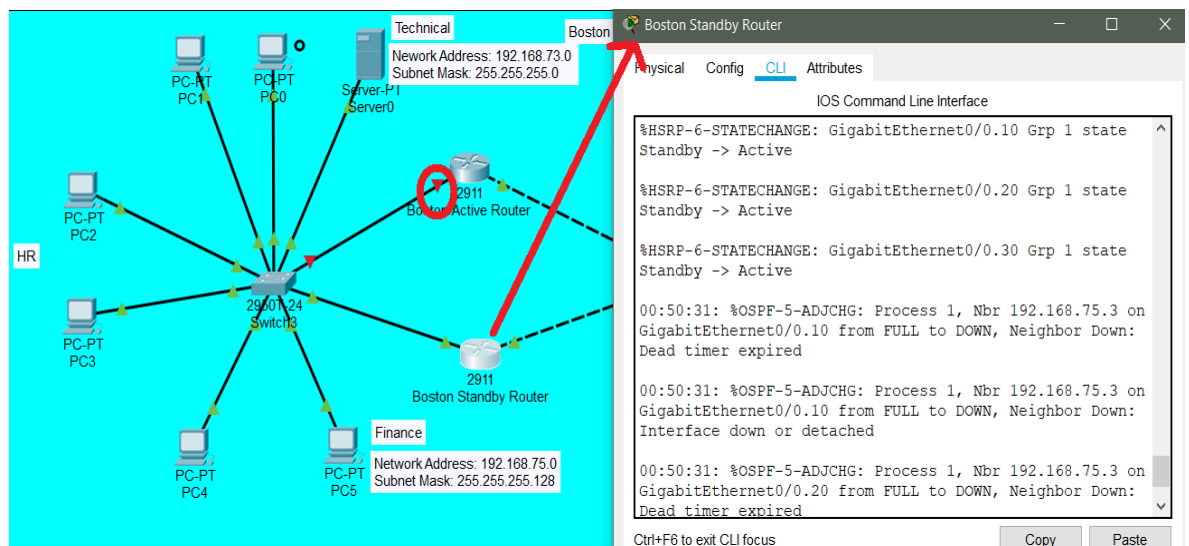 Technical
Nework Address: 192.168.73.0
Subnet Mask: 255.255.255.0
Boston
PC-PT
PC1
PC-PT
PC0
Server-PT
Server0
PC-PT
PC2
HR
PC-PT
PC3
2950T-24
Switch3
2911
Boston Active Router
2911
Boston Standby Router
PC-PT
PC4
PC-PT
PC5
Finance
Network Address: 192.168.75.0
Subnet Mask: 255.255.255.128
Boston Standby Router
Physical Config CLI Attributes
IOS Command Line Interface
%HSRP-6-STATECHANGE: GigabitEthernet0/0.10 Grp 1 state
Standby -> Active
%HSRP-6-STATECHANGE: GigabitEthernet0/0.20 Grp 1 state
Standby -> Active
%HSRP-6-STATECHANGE: GigabitEthernet0/0.30 Grp 1 state
Standby -> Active
00:50:31: %OSPF-5-ADJCHG: Process 1, Nbr 192.168.75.3 on
GigabitEthernet0/0.10 from FULL to DOWN, Neighbor Down:
Dead timer expired
00:50:31: %OSPF-5-ADJCHG: Process 1, Nbr 192.168.75.3 on
GigabitEthernet0/0.10 from FULL to DOWN, Neighbor Down:
Interface down or detached
00:50:31: %OSPF-5-ADJCHG: Process 1, Nbr 192.168.75.3 on
GigabitEthernet0/0.20 from FULL to DOWN, Neighbor Down:
Dead timer expired
Ctrl+F6 to exit CLI focus
Copy Paste